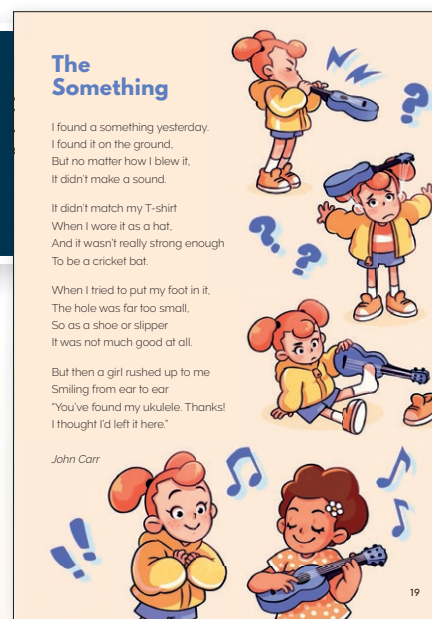 The
Something
I found a something yesterday.
I found it on the ground,
But no matter how I blew it,
It didn't make a sound.
It didn't match my T-shirt
When I wore it as a hat,
And it wasn't really strong enough
To be a cricket bat.
When I tried to put my foot in it,
The hole was far too small,
So as a shoe or slipper
It was not much good at all.
But then a girl rushed up to me
Smiling from ear to ear
“You've found my ukulele. Thanks!
I thought I'd left it here.”
John Carr
? ? ?
!!
19